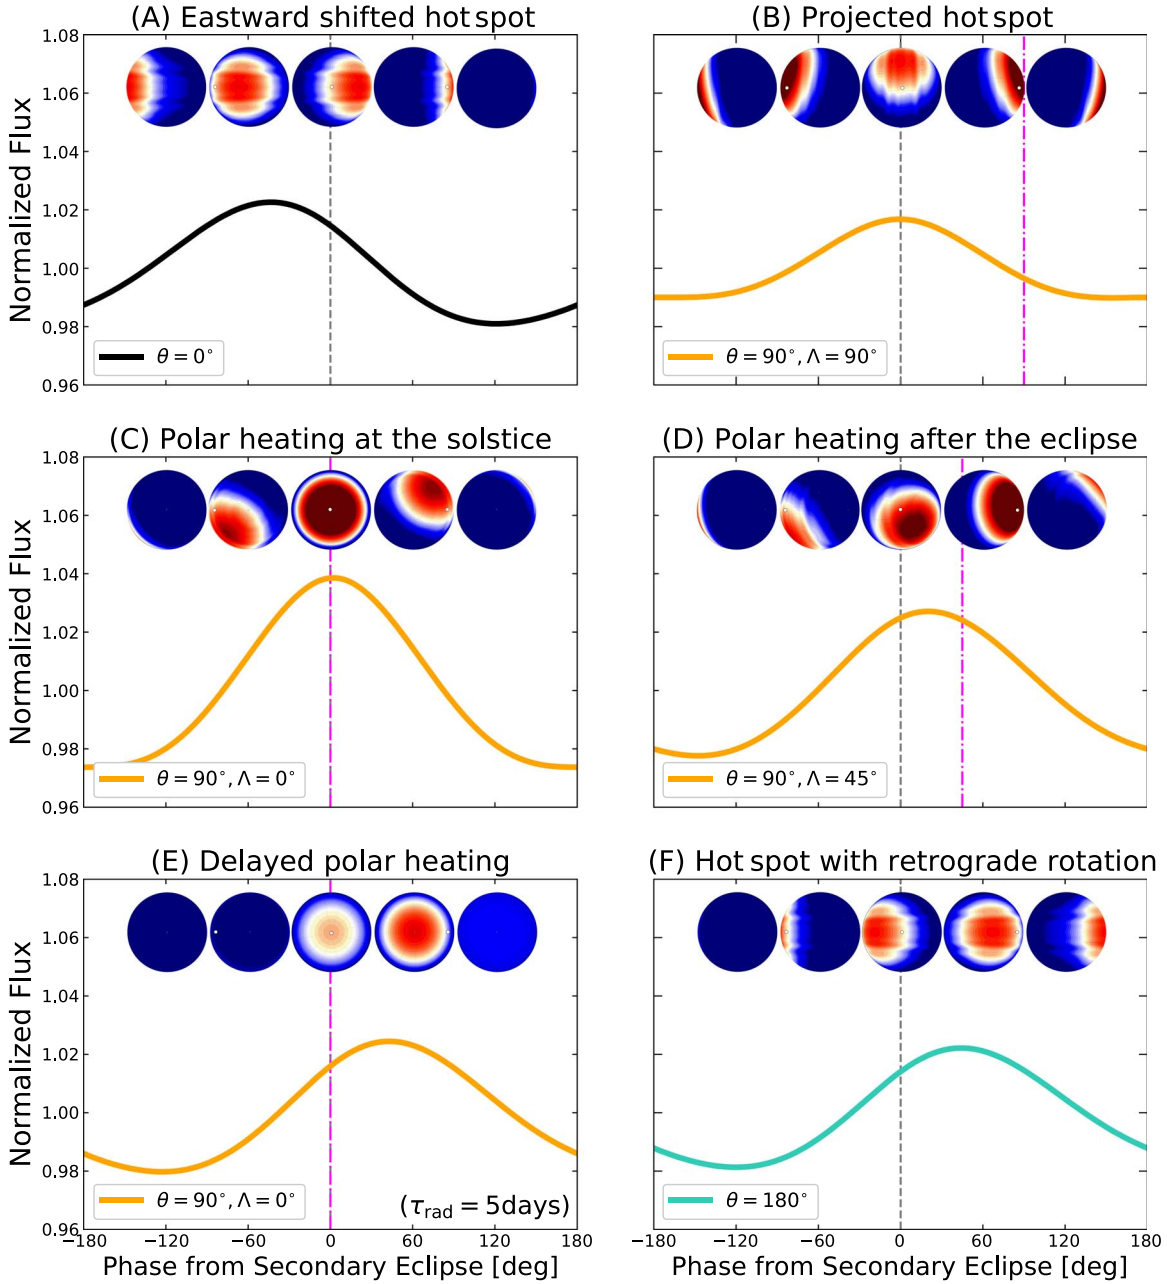 (A) Eastward shifted hot spot
(B) Projected hot spot
1.08
1.06
1.04
1.02
1.00
0.98
0.96
Normalized Flux
θ = 0°
θ = 90°, Λ = 90°
(C) Polar heating at the solstice
(D) Polar heating after the eclipse
1.08
1.06
1.04
1.02
1.00
0.98
0.96
Normalized Flux
θ = 90°, Λ = 0°
θ = 90°, Λ = 45°
(E) Delayed polar heating
(F) Hot spot with retrograde rotation
1.08
1.06
1.04
1.02
1.00
0.98
0.96
Normalized Flux
θ = 90°, Λ = 0°
(τrad = 5days)
θ = 180°
−180 −120 −60 0 60 120 180
−180 −120 −60 0 60 120 180
Phase from Secondary Eclipse [deg]
Phase from Secondary Eclipse [deg]